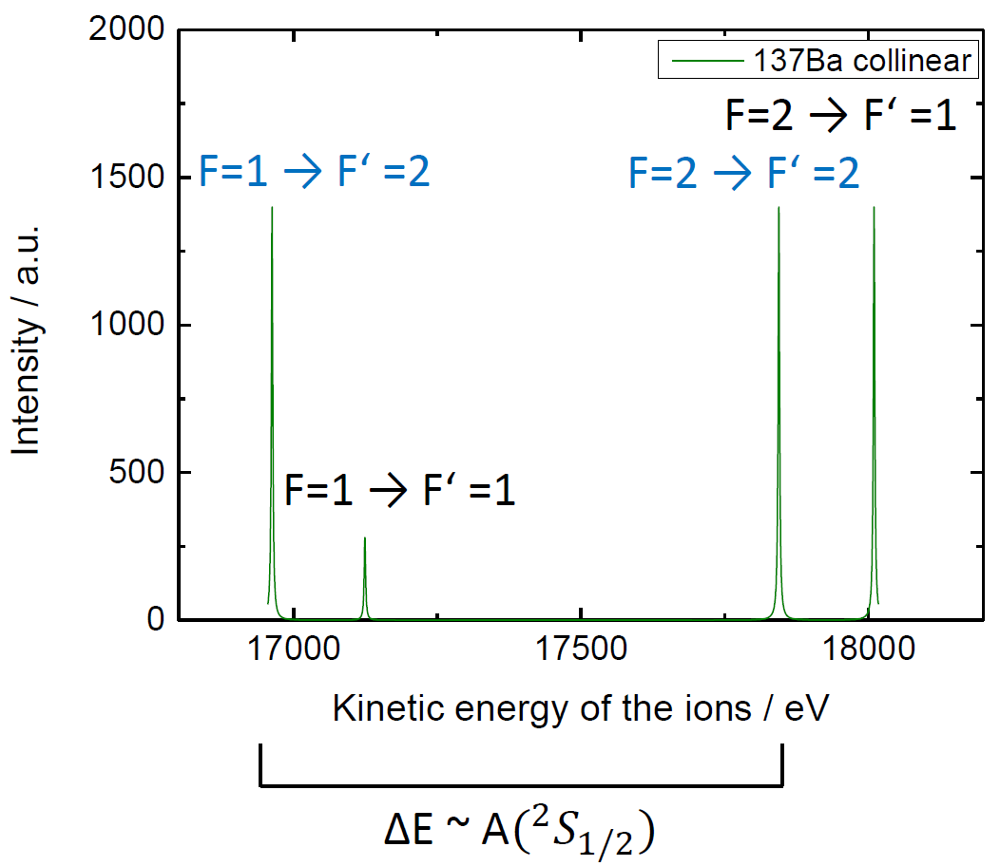 2000
137Ba collinear
F=2 → F‘ =1
F=1 → F‘ =2
F=2 → F‘ =2
1500
Intensity / a.u.
1000
500
F=1 → F‘ =1
0
17000
17500
18000
Kinetic energy of the ions / eV
ΔE ~ A(²S₁/₂)